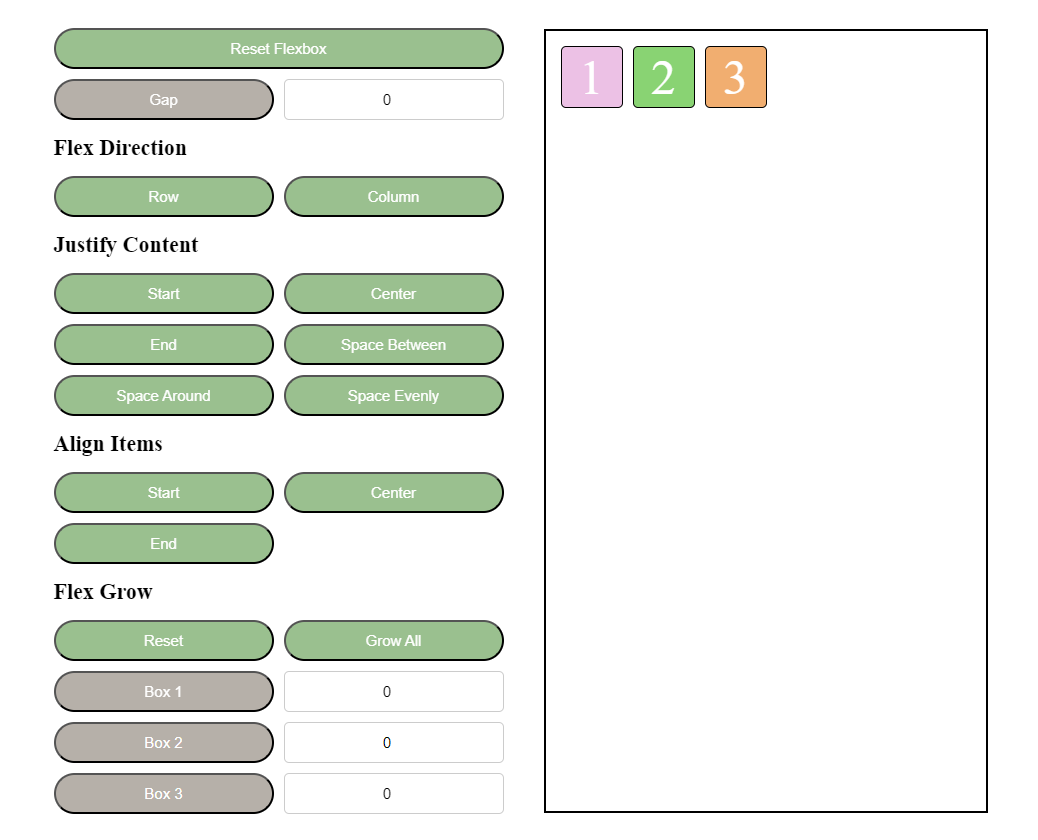 Reset Flexbox
Gap 0
Flex Direction
Row Column
Justify Content
Start Center
End Space Between
Space Around Space Evenly
Align Items
Start Center
End
Flex Grow
Reset Grow All
Box 1 0
Box 2 0
Box 3 0
1 2 3